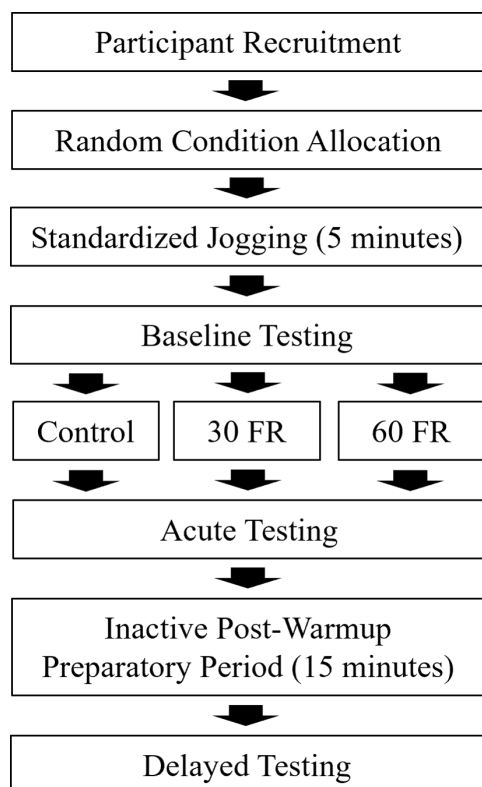 Participant Recruitment
Random Condition Allocation
Standardized Jogging (5 minutes)
Baseline Testing
Control
30 FR
60 FR
Acute Testing
Inactive Post-Warmup
Preparatory Period (15 minutes)
Delayed Testing